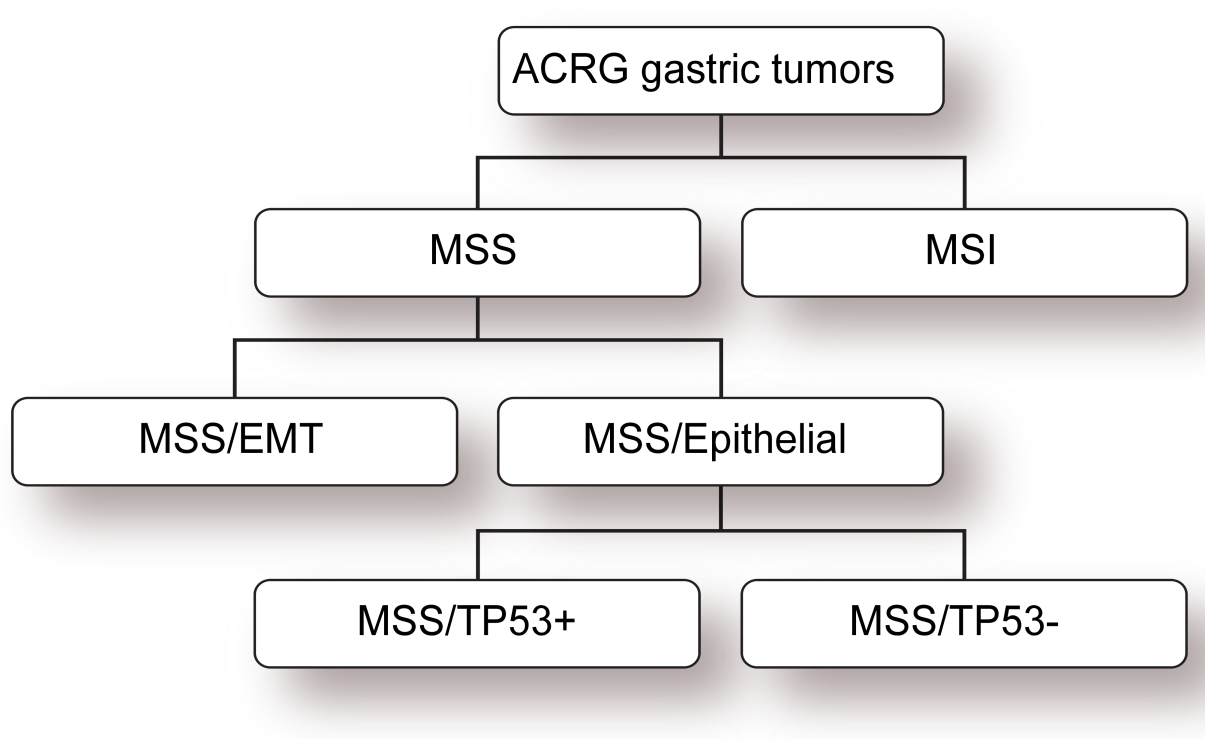 ACRG gastric tumors
MSS
MSI
MSS/EMT
MSS/Epithelial
MSS/TP53+
MSS/TP53-